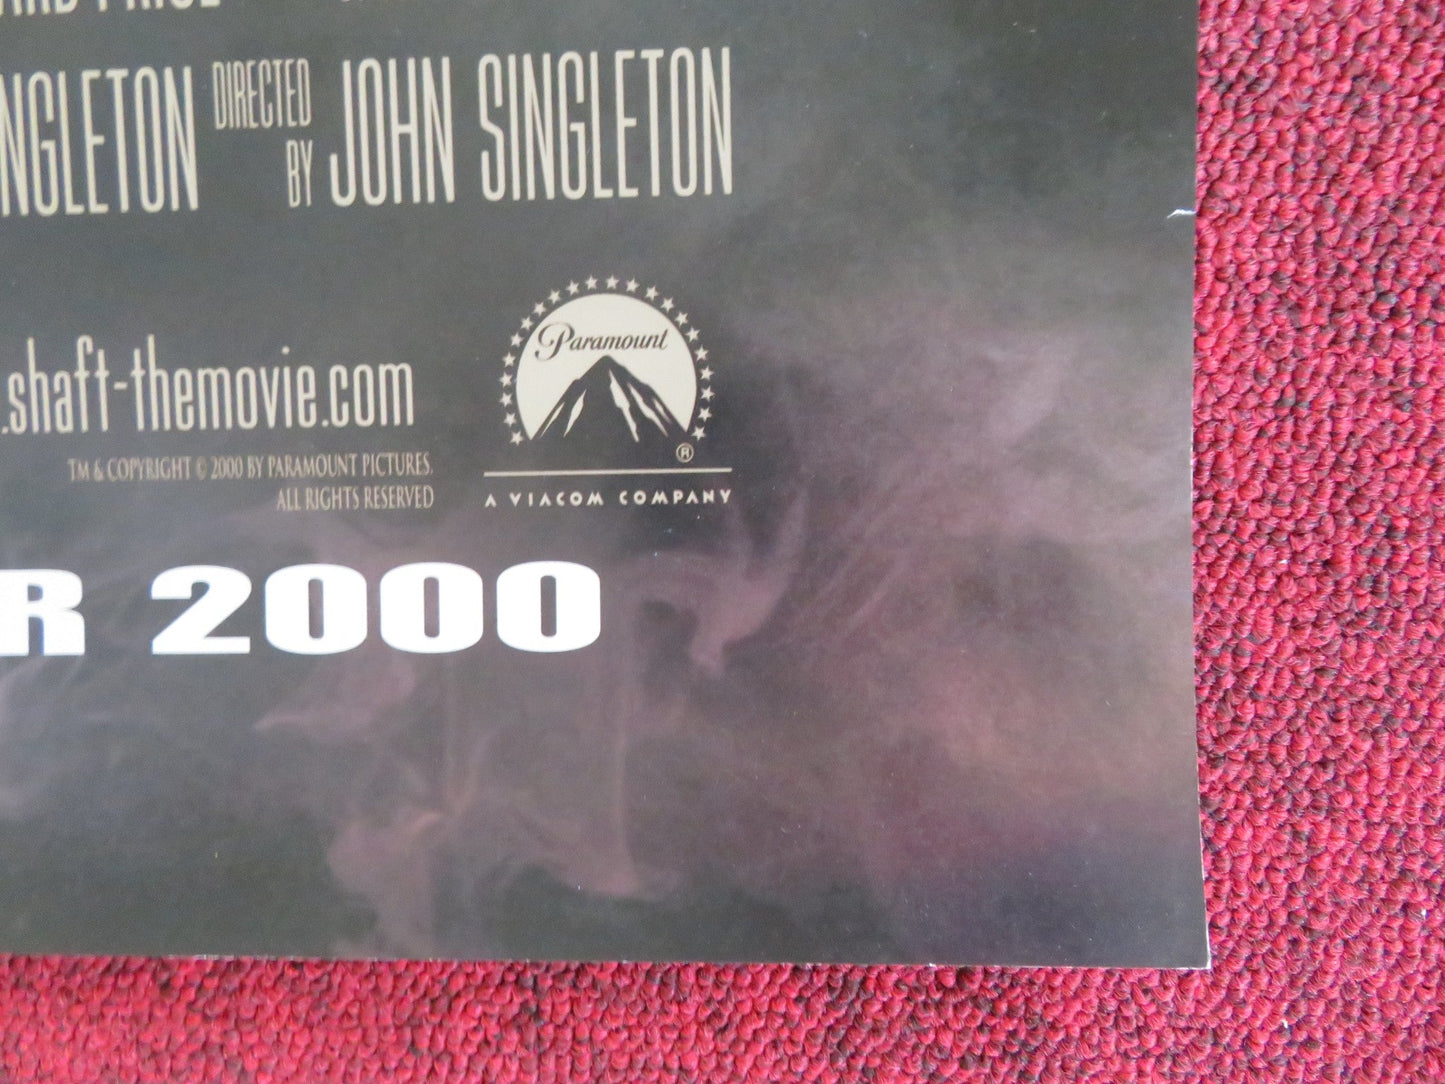 NGLETON DIRECTED BY JOHN SINGLETON
.shaft-themovie.com
Paramount
®
TM & COPYRIGHT © 2000 BY PARAMOUNT PICTURES.
ALL RIGHTS RESERVED
A VIACOM COMPANY
R 2000